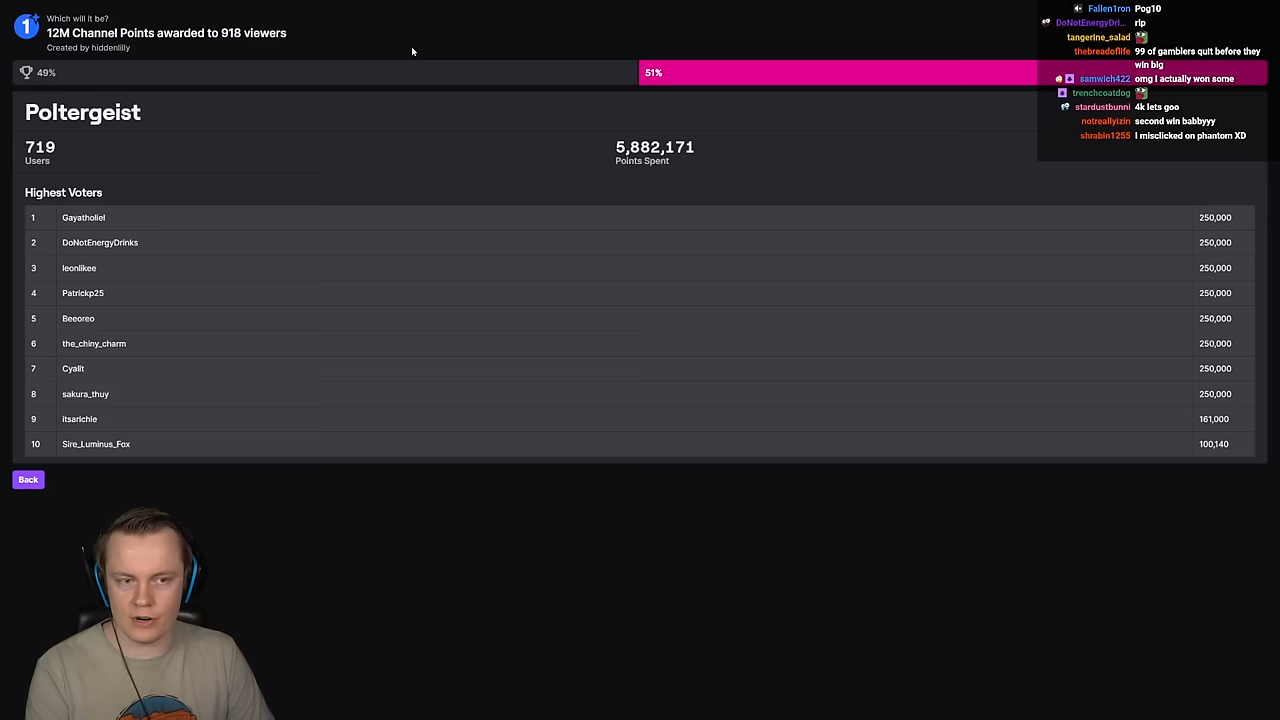 1
Which will it be?
12M Channel Points awarded to 918 viewers
Created by hiddenlilly
49%
51%
Poltergeist
719
Users
5,882,171
Points Spent
Highest Voters
1 Gayatholiel 250,000
2 DoNotEnergyDrinks 250,000
3 leonlikee 250,000
4 Patrickp25 250,000
5 Beeoreo 250,000
6 the_chiny_charm 250,000
7 Cyalit 250,000
8 sakura_thuy 250,000
9 itsarichie 161,000
10 Sire_Luminus_Fox 100,140
Back
Fallen1ron Pog10
DoNotEnergyDri... rip
tangerine_salad
thebreadoflife 99 of gamblers quit before they
win big
samwich422 omg I actually won some
trenchcoatdog
stardustbunni 4k lets goo
notreallyizin second win babbyyy
shrabin1255 I misclicked on phantom XD